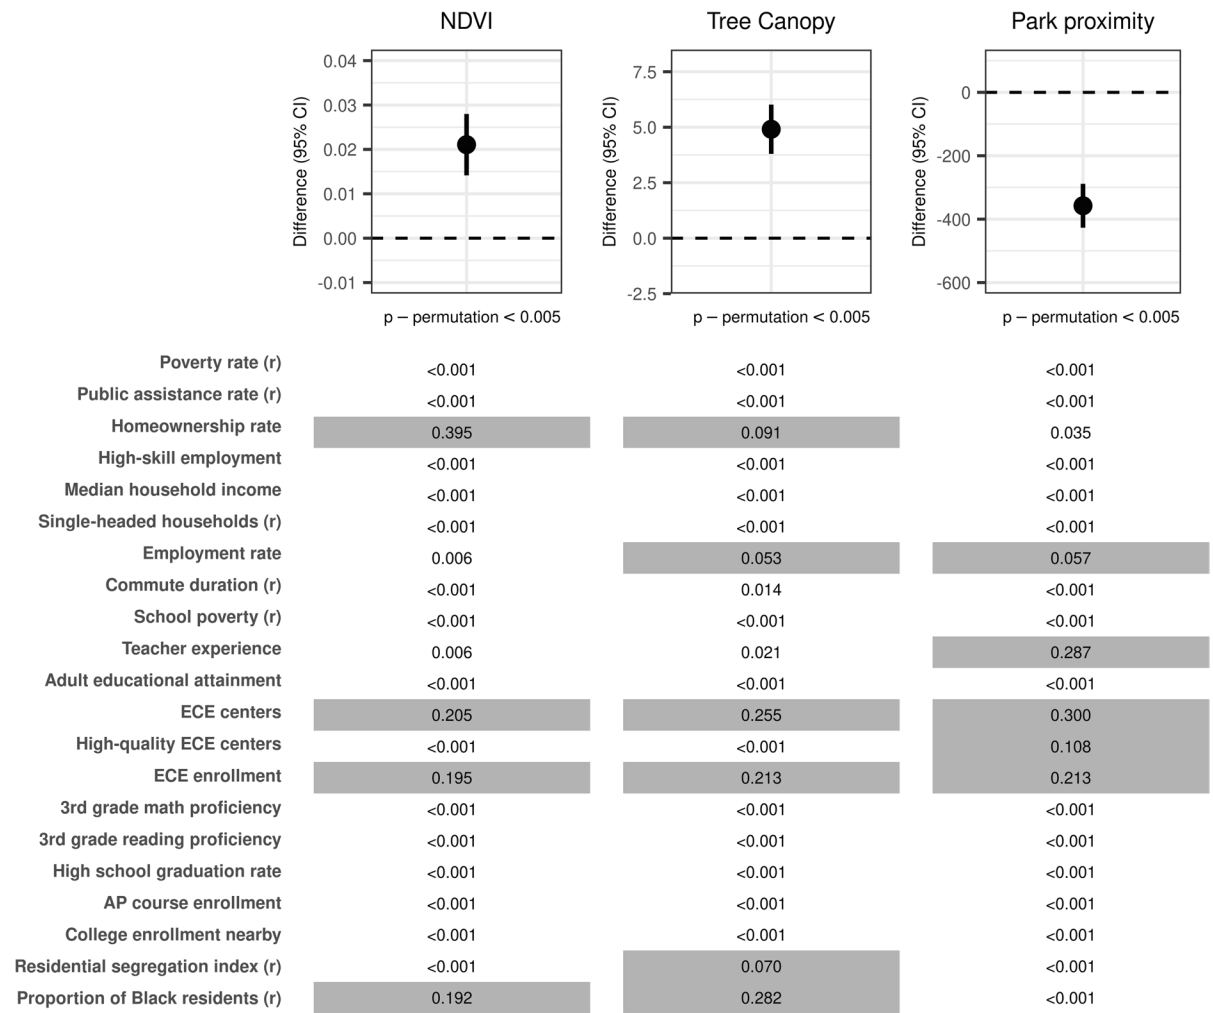 NDVI Tree Canopy Park proximity
Difference (95% CI)
0.04
0.03
0.02
0.01
0.00
-0.01
Difference (95% CI)
7.5
5.0
2.5
0.0
-2.5
Difference (95% CI)
0
-200
-400
-600
p − permutation < 0.005 p − permutation < 0.005 p − permutation < 0.005
Poverty rate (r) <0.001 <0.001 <0.001
Public assistance rate (r) <0.001 <0.001 <0.001
Homeownership rate 0.395 0.091 0.035
High-skill employment <0.001 <0.001 <0.001
Median household income <0.001 <0.001 <0.001
Single-headed households (r) <0.001 <0.001 <0.001
Employment rate 0.006 0.053 0.057
Commute duration (r) <0.001 0.014 <0.001
School poverty (r) <0.001 <0.001 <0.001
Teacher experience 0.006 0.021 0.287
Adult educational attainment <0.001 <0.001 <0.001
ECE centers 0.205 0.255 0.300
High-quality ECE centers <0.001 <0.001 0.108
ECE enrollment 0.195 0.213 0.213
3rd grade math proficiency <0.001 <0.001 <0.001
3rd grade reading proficiency <0.001 <0.001 <0.001
High school graduation rate <0.001 <0.001 <0.001
AP course enrollment <0.001 <0.001 <0.001
College enrollment nearby <0.001 <0.001 <0.001
Residential segregation index (r) <0.001 0.070 <0.001
Proportion of Black residents (r) 0.192 0.282 <0.001